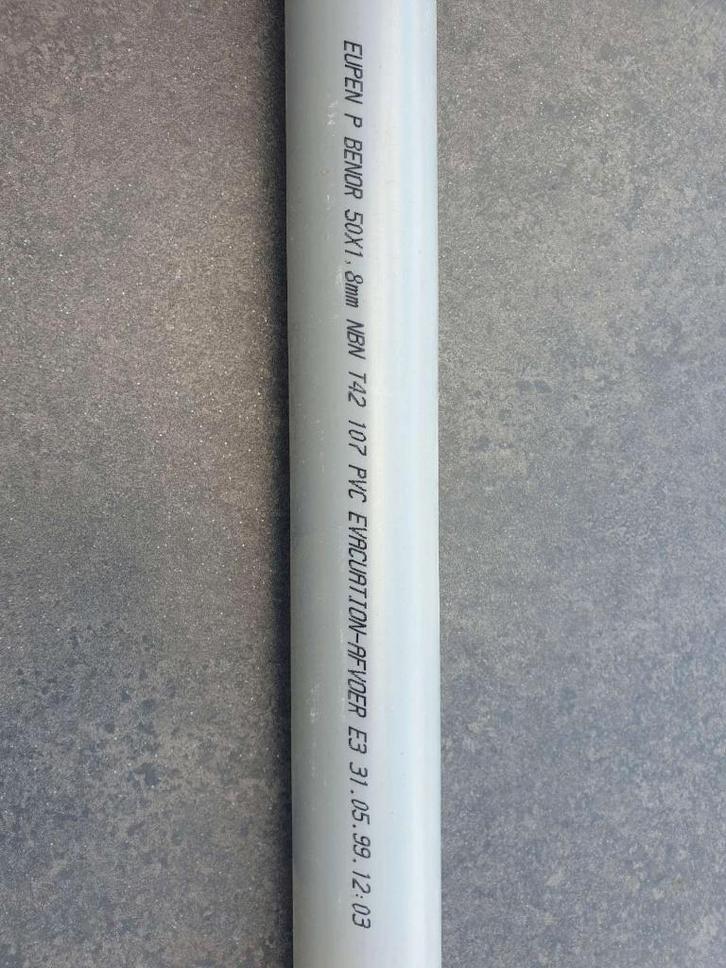 EUPEN P BENOR 50X1,8mm NBN T42 107 PVC EVACUATION-AFVOER E3 31.05.99.12:03